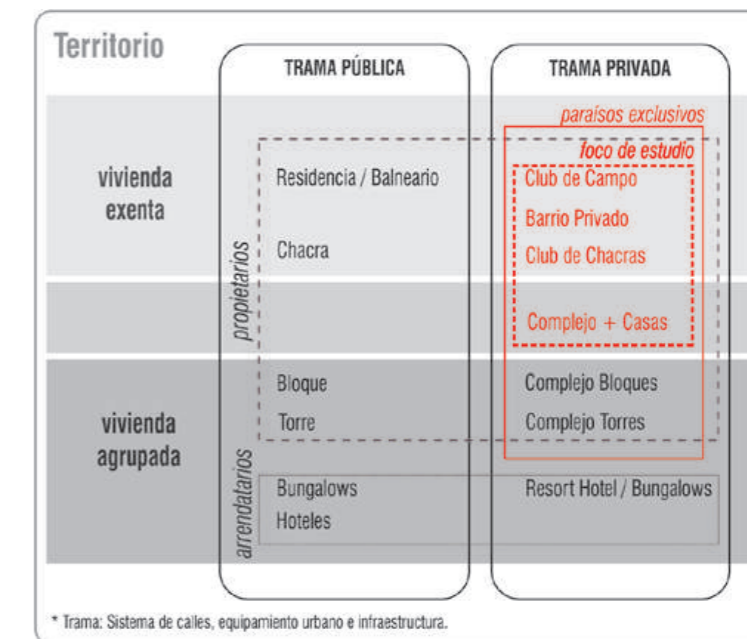 Territorio
TRAMA PÚBLICA
TRAMA PRIVADA
paraísos exclusivos
foco de estudio
vivienda
exenta
propietarios
Residencia / Balneario
Chacra
Club de Campo
Barrio Privado
Club de Chacras
Complejo + Casas
vivienda
agrupada
Bloque
Torre
Complejo Bloques
Complejo Torres
arrendatarios
Bungalows
Hoteles
Resort Hotel / Bungalows
* Trama: Sistema de calles, equipamiento urbano e infraestructura.